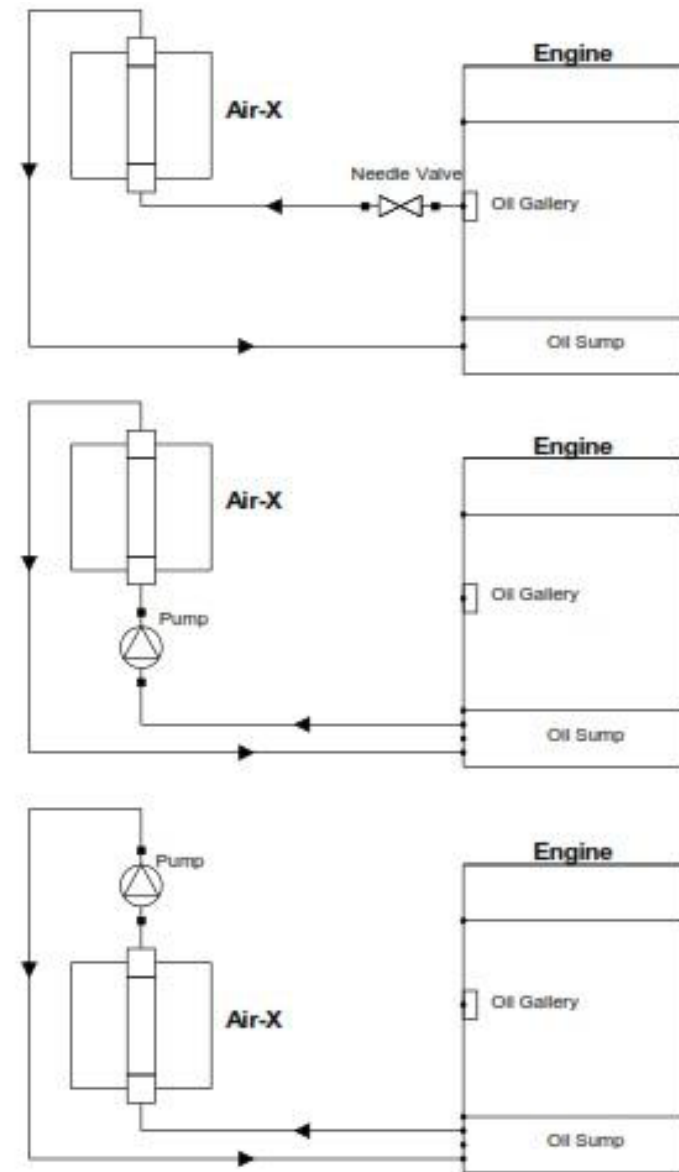 Engine
Air-X
Needle Valve
Oil Gallery
Oil Sump
Engine
Air-X
Oil Gallery
Pump
Oil Sump
Engine
Pump
Oil Gallery
Air-X
Oil Sump